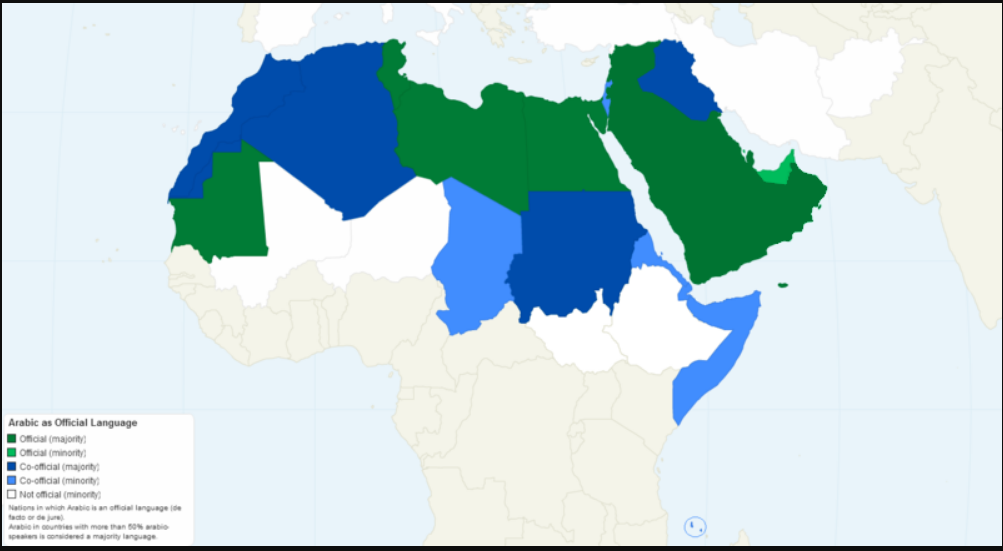 Arabic as Official Language
Official (majority)
Official (minority)
Co-official (majority)
Co-official (minority)
Not official (minority)
Nations in which Arabic is an official language (de
facto or de jure).
Arabic in countries with more than 50% arabic-
speakers is considered a majority language.